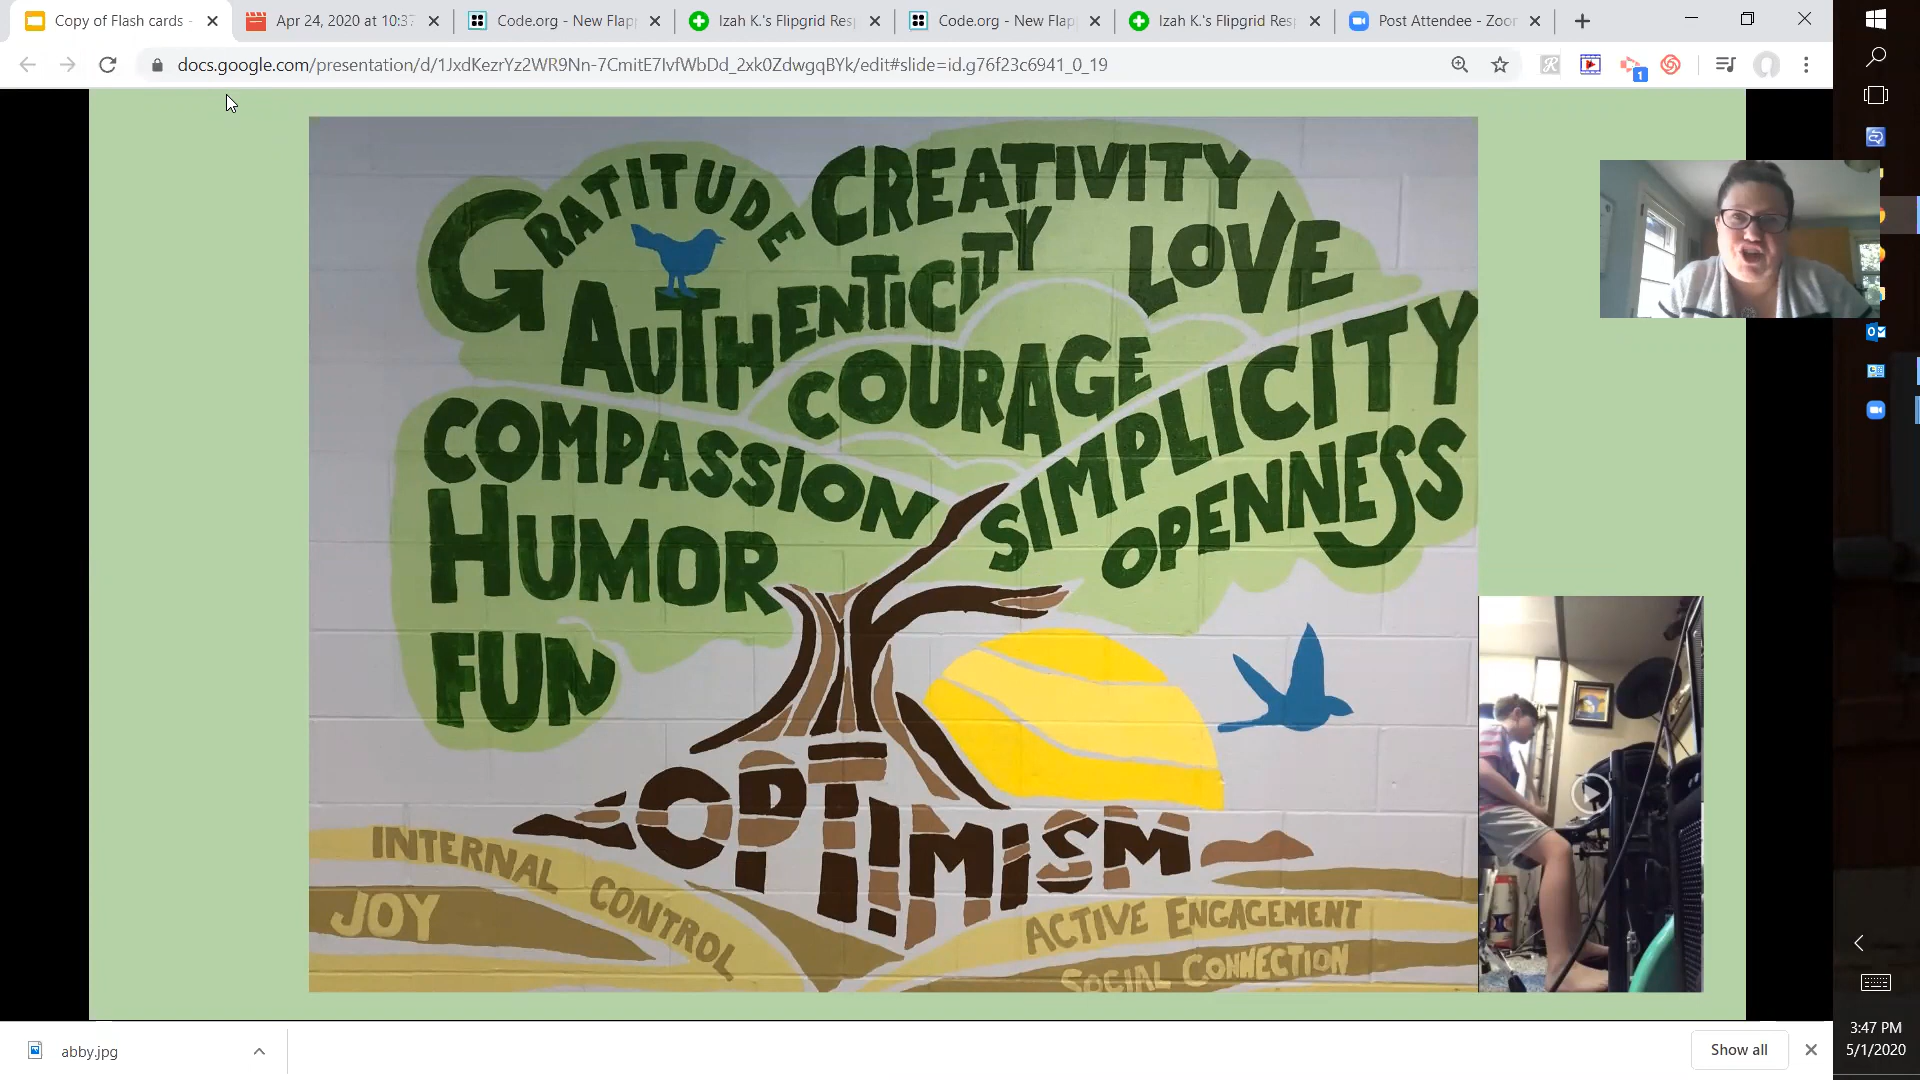 Copy of Flash cards -
Apr 24, 2020 at 10:37
Code.org - New Flap
Izah K.'s Flipgrid Res
Code.org - New Flap
Izah K.'s Flipgrid Res
Post Attendee - Zoo
docs.google.com/presentation/d/1JxdKezrYz2WR9Nn-7CmitE7IvfWbDd_2xk0ZdwgqBYk/edit#slide=id.g76f23c6941_0_19
1
GRATITUDE
CREATIVITY
AUTHENTICITY
LOVE
COURAGE
COMPASSION
SIMPLICITY
HUMOR
OPENNESS
FUN
OPTIMISM
INTERNAL CONTROL
JOY
ACTIVE ENGAGEMENT
SOCIAL CONNECTION
abby.jpg
Show all
3:47 PM
5/1/2020